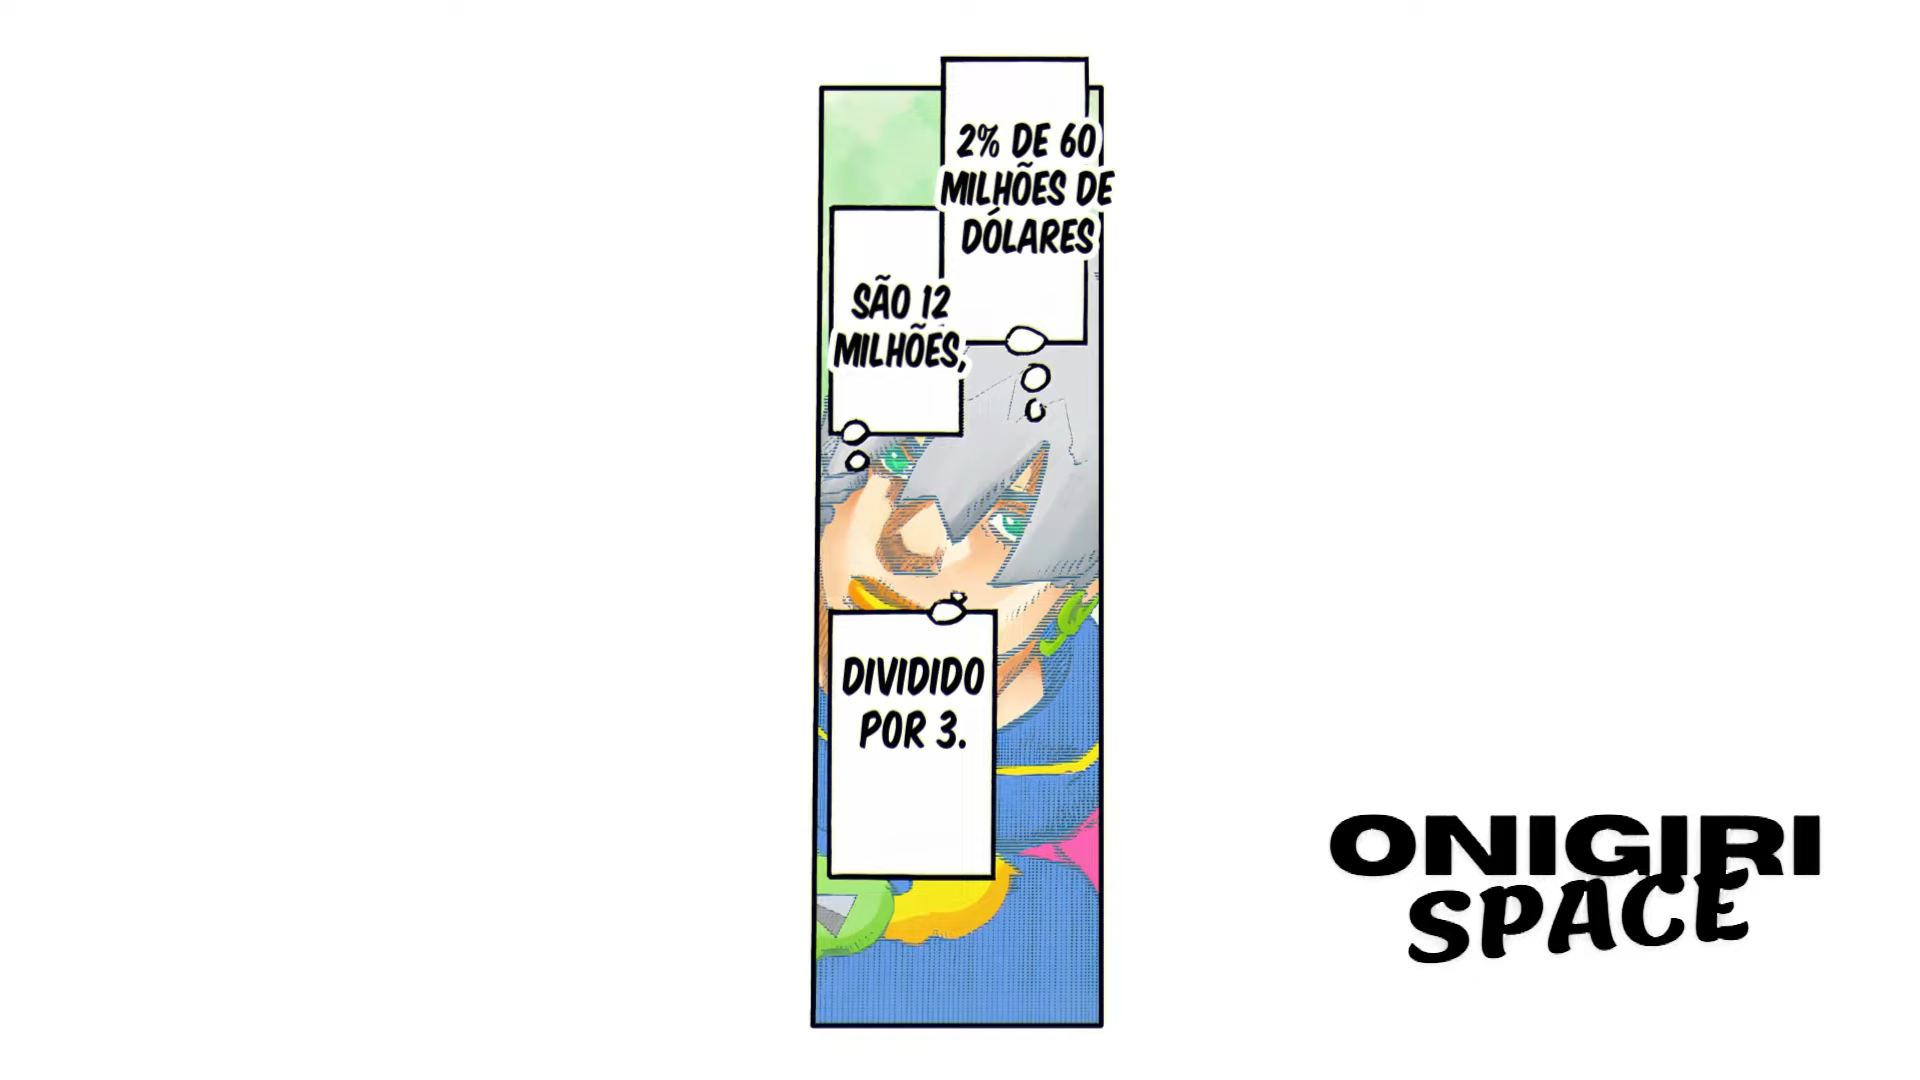 2% DE 60
MILHÕES DE
DÓLARES
SÃO 12
MILHÕES,
DIVIDIDO
POR 3.
ONIGIRI
SPACE